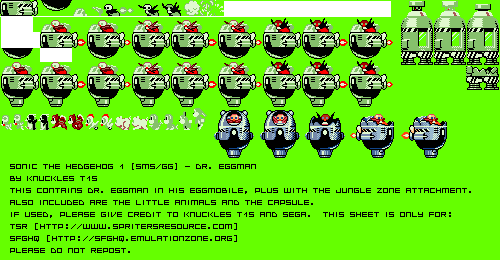 SONIC THE HEDGEHOG 1 [SMS/GG] - DR. EGGMAN
BY KNUCKLES T1S
THIS CONTAINS DR. EGGMAN IN HIS EGGMOBILE, PLUS WITH THE JUNGLE ZONE ATTACHMENT.
ALSO INCLUDED ARE THE LITTLE ANIMALS AND THE CAPSULE.
IF USED, PLEASE GIVE CREDIT TO KNUCKLES T1S AND SEGA. THIS SHEET IS ONLY FOR:
TSR [HTTP://WWW.SPRITERSRESOURCE.COM]
SFGHQ [HTTP://SFGHQ.EMULATIONZONE.ORG]
PLEASE DO NOT REPOST.